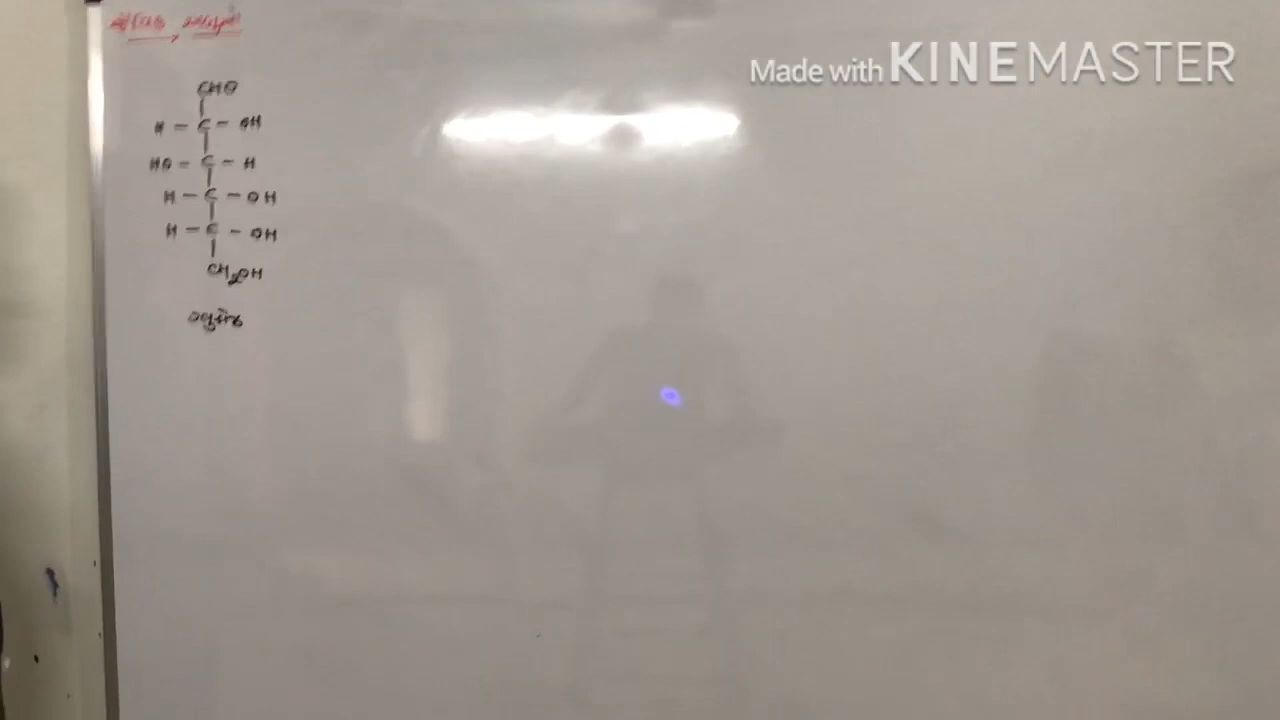 Made with KINEMASTER
CHO
H - C - OH
HO - C - H
H - C - OH
H - C - OH
CH2OH